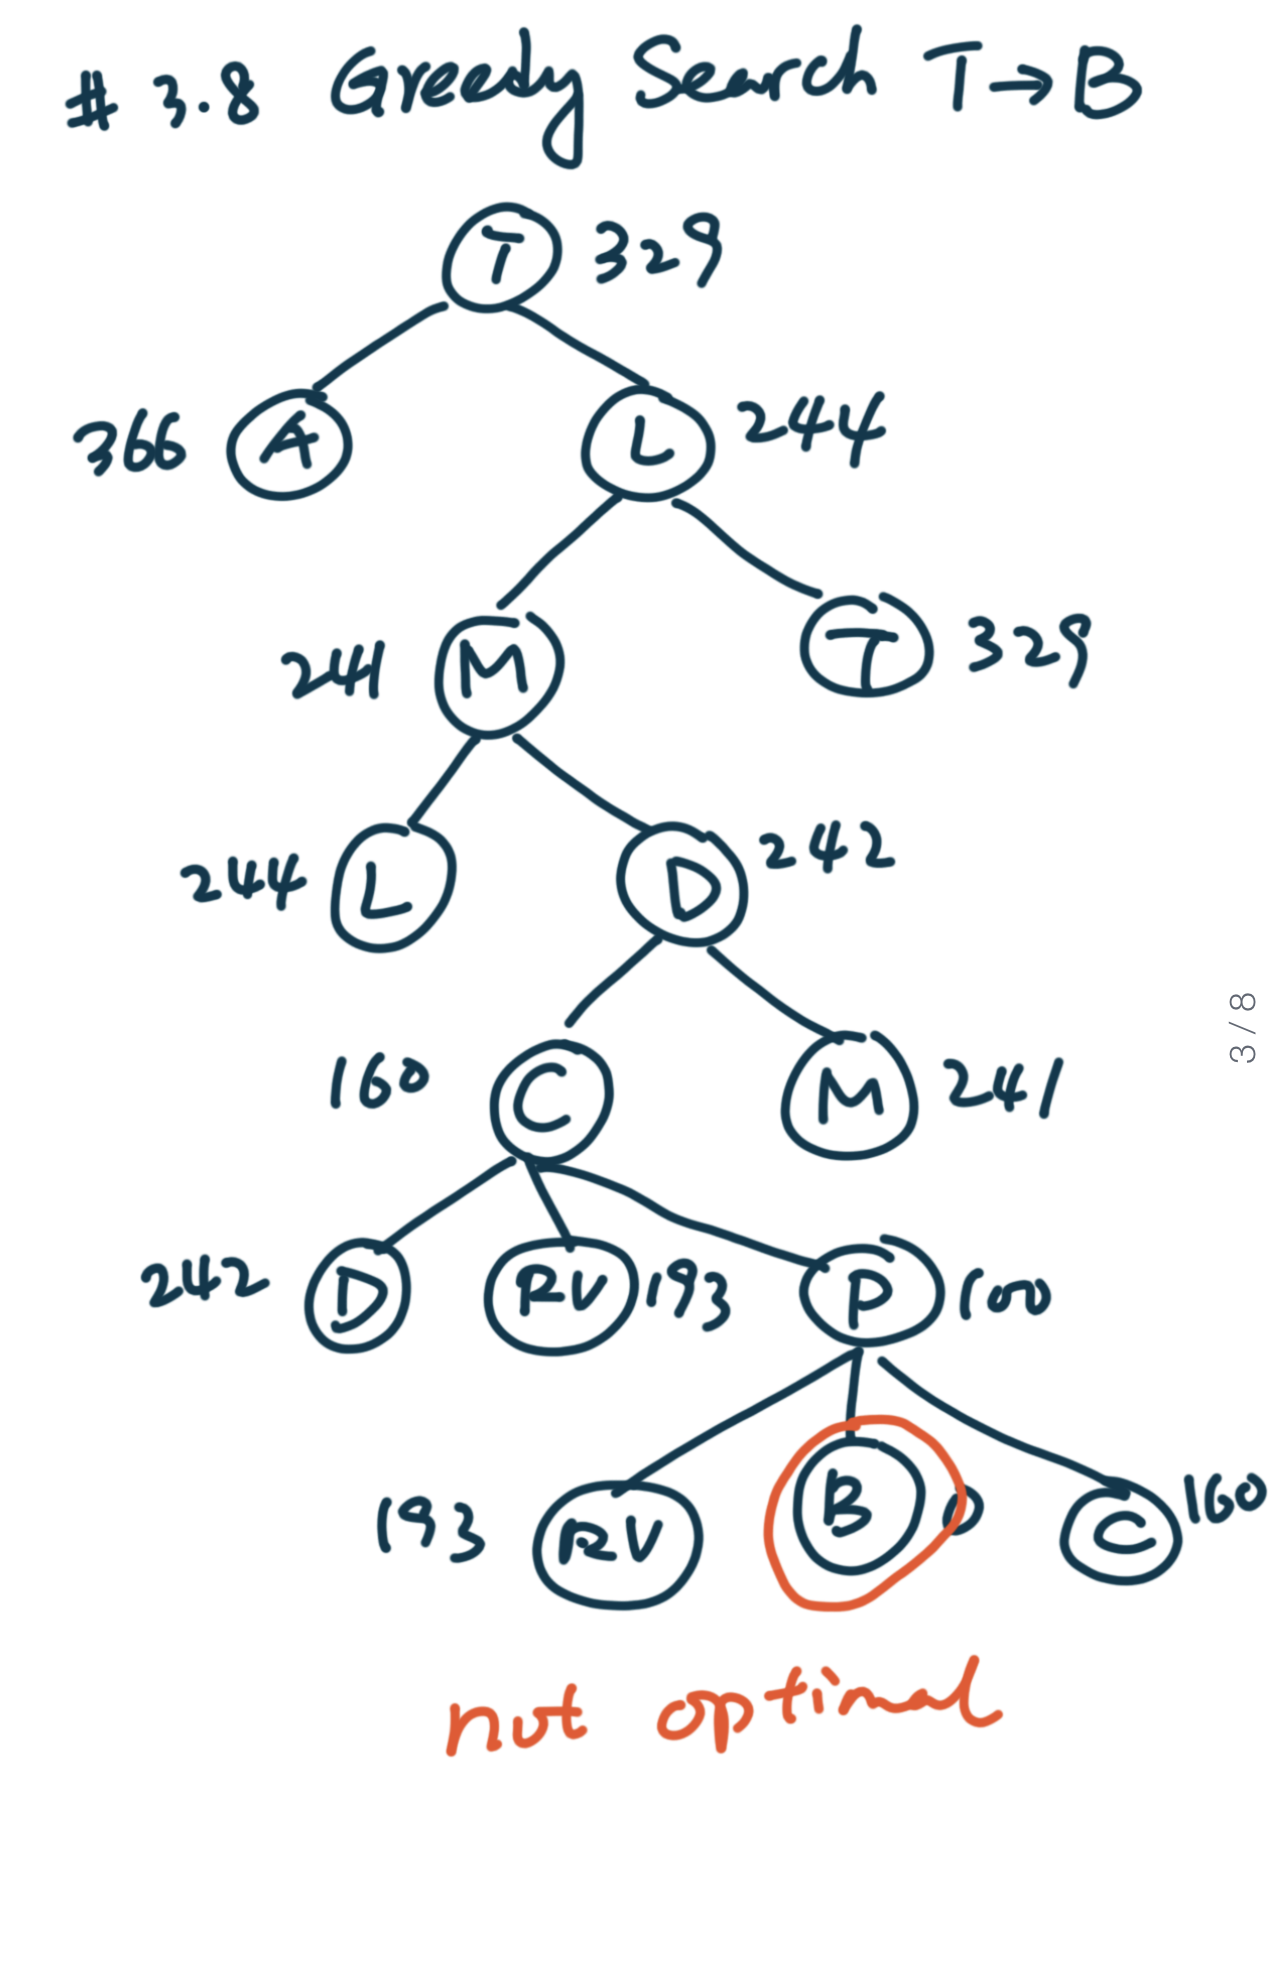 # 3.8 Greedy Search T→B
T 329
366 A L 244
241 M T 329
244 L D 242
160 C M 241
242 D RV 193 P 100
193 RV B 0 C 160
not optimal
3/8